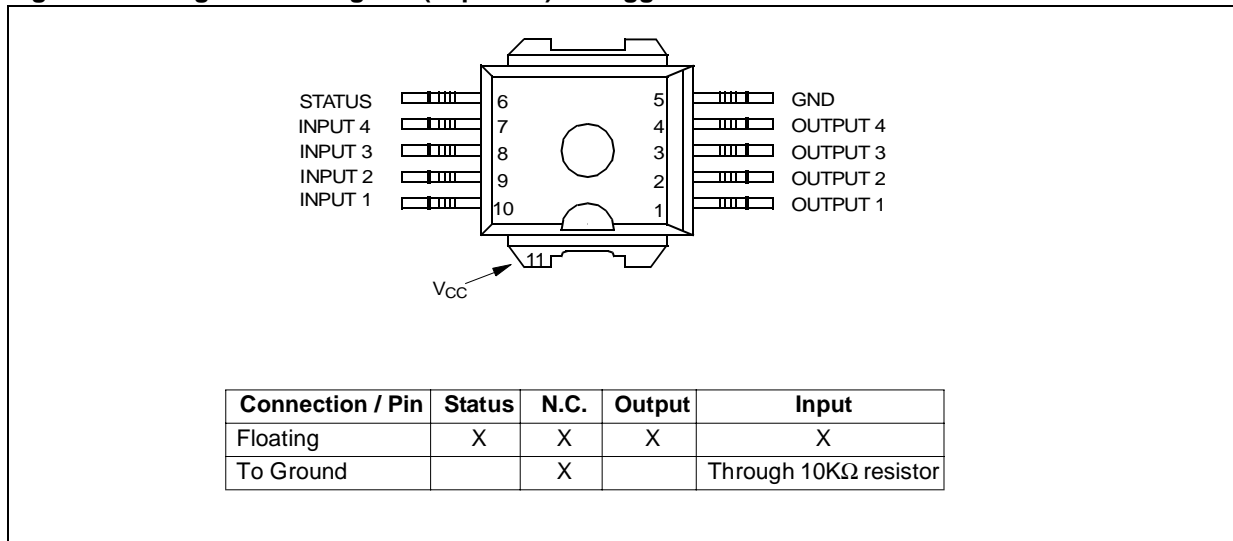 STATUS 6 5 GND
INPUT 4 7 4 OUTPUT 4
INPUT 3 8 3 OUTPUT 3
INPUT 2 9 2 OUTPUT 2
INPUT 1 10 1 OUTPUT 1
11
VCC
Connection / Pin Status N.C. Output Input
Floating X X X X
To Ground X Through 10KΩ resistor